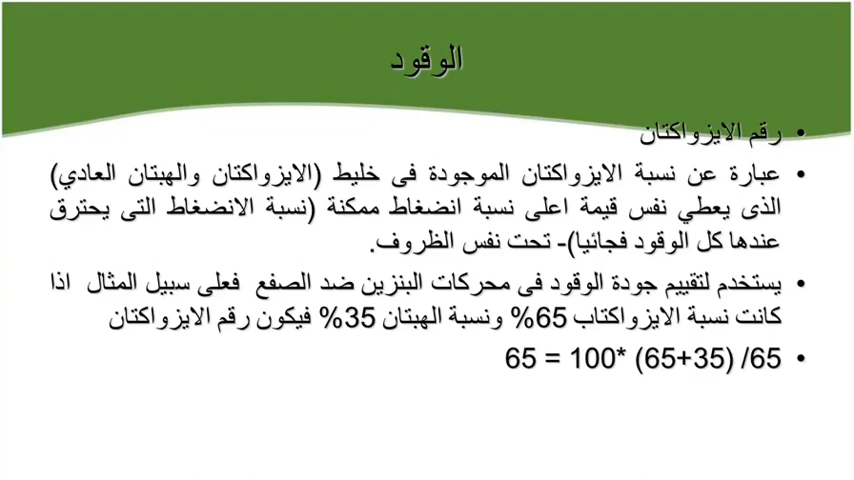 الوقود
• رقم الايزواكتان
• عبارة عن نسبة الايزواكتان الموجودة فى خليط (الايزواكتان والهبتان العادي)
الذى يعطي نفس قيمة اعلى نسبة انضغاط ممكنة (نسبة الانضغاط التى يحترق
عندها كل الوقود فجائيا)- تحت نفس الظروف.
• يستخدم لتقييم جودة الوقود فى محركات البنزين ضد الصفع فعلى سبيل المثال اذا
كانت نسبة الايزواكتاب 65% ونسبة الهبتان 35% فيكون رقم الايزواكتان
• 65/ (65+35) *100 = 65